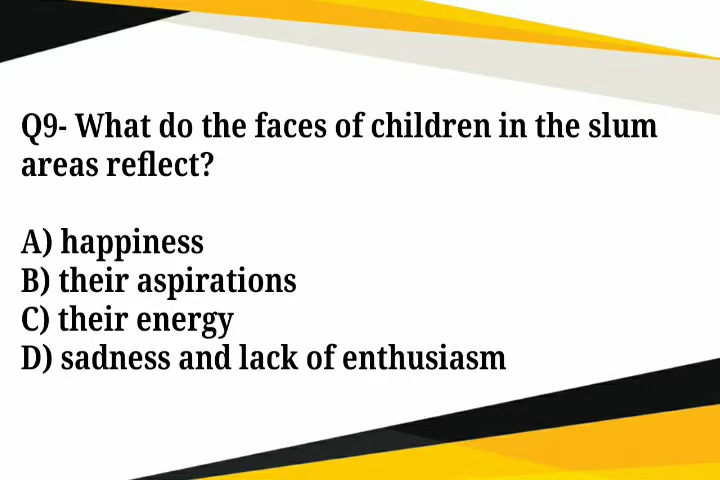 Q9- What do the faces of children in the slum
areas reflect?
A) happiness
B) their aspirations
C) their energy
D) sadness and lack of enthusiasm